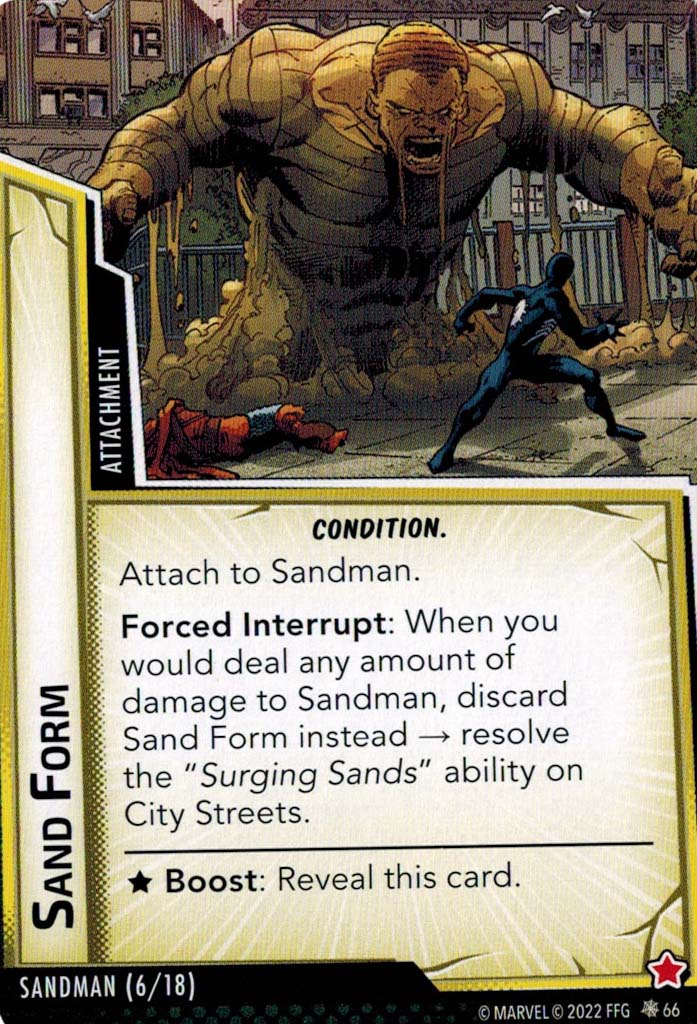 ATTACHMENT
SAND FORM
CONDITION.
Attach to Sandman.
Forced Interrupt: When you
would deal any amount of
damage to Sandman, discard
Sand Form instead → resolve
the “Surging Sands” ability on
City Streets.
★ Boost: Reveal this card.
SANDMAN (6/18)
© MARVEL © 2022 FFG 66